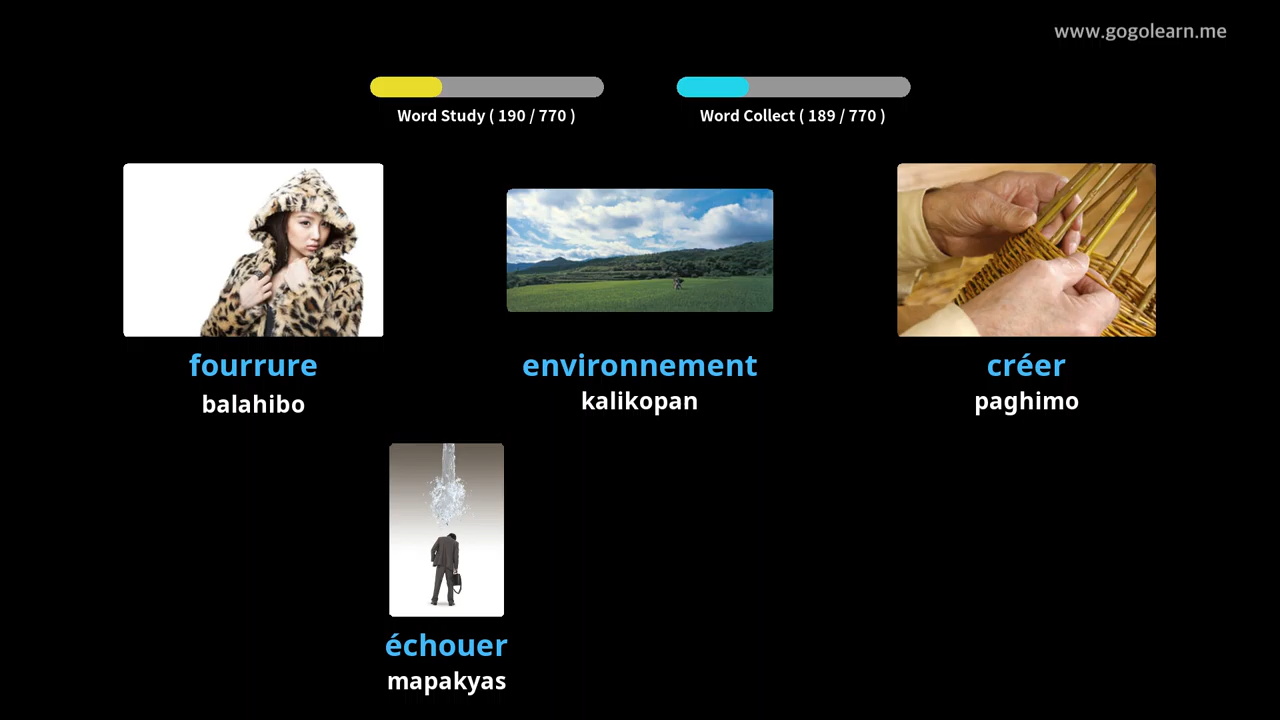 www.gogolearn.me
Word Study ( 190 / 770 )
Word Collect ( 189 / 770 )
fourrure
balahibo
environnement
kalikopan
créer
paghimo
échouer
mapakyas